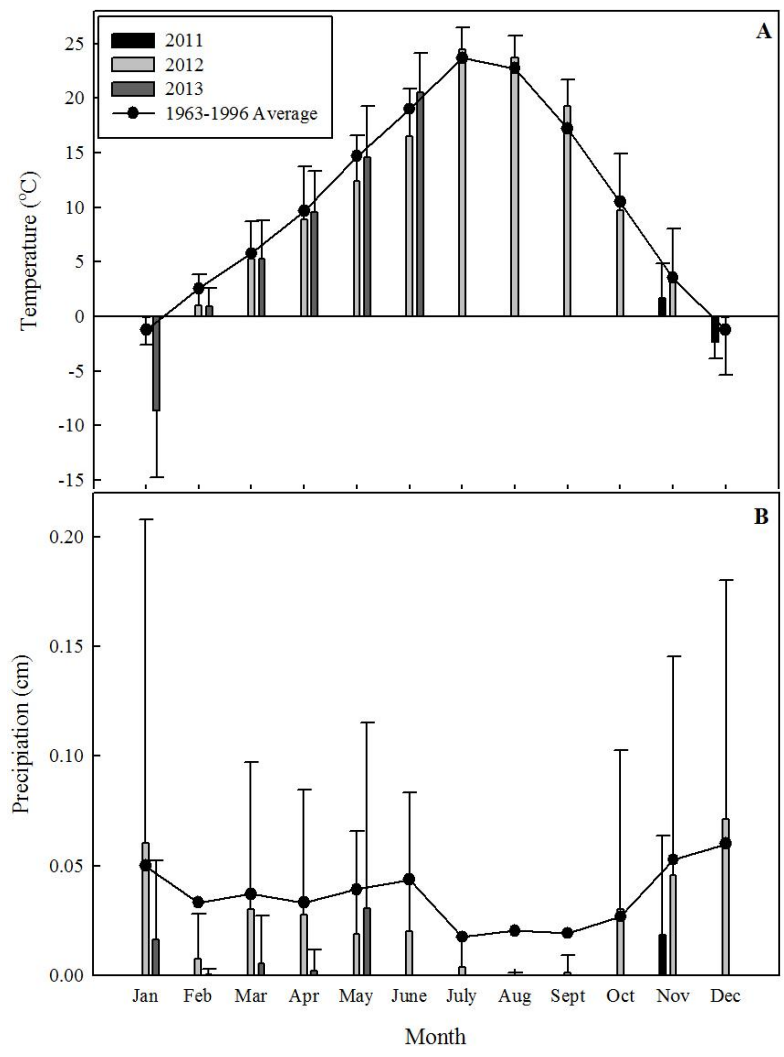 A
2011
2012
2013
1963-1996 Average
Temperature (°C)
25
20
15
10
5
0
-5
-10
-15
B
Precipiation (cm)
0.20
0.15
0.10
0.05
0.00
Jan Feb Mar Apr May June July Aug Sept Oct Nov Dec
Month